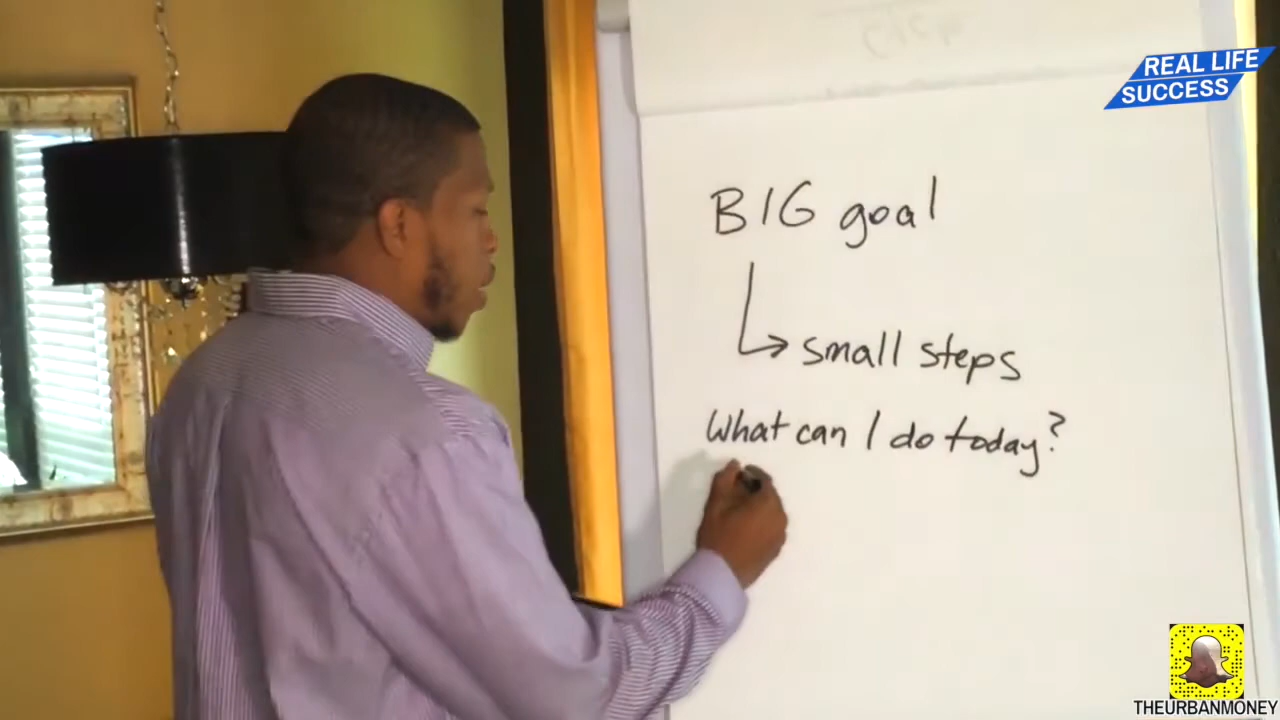 REAL LIFE
SUCCESS
BIG goal
small steps
What can I do today?
THEURBANMONEY